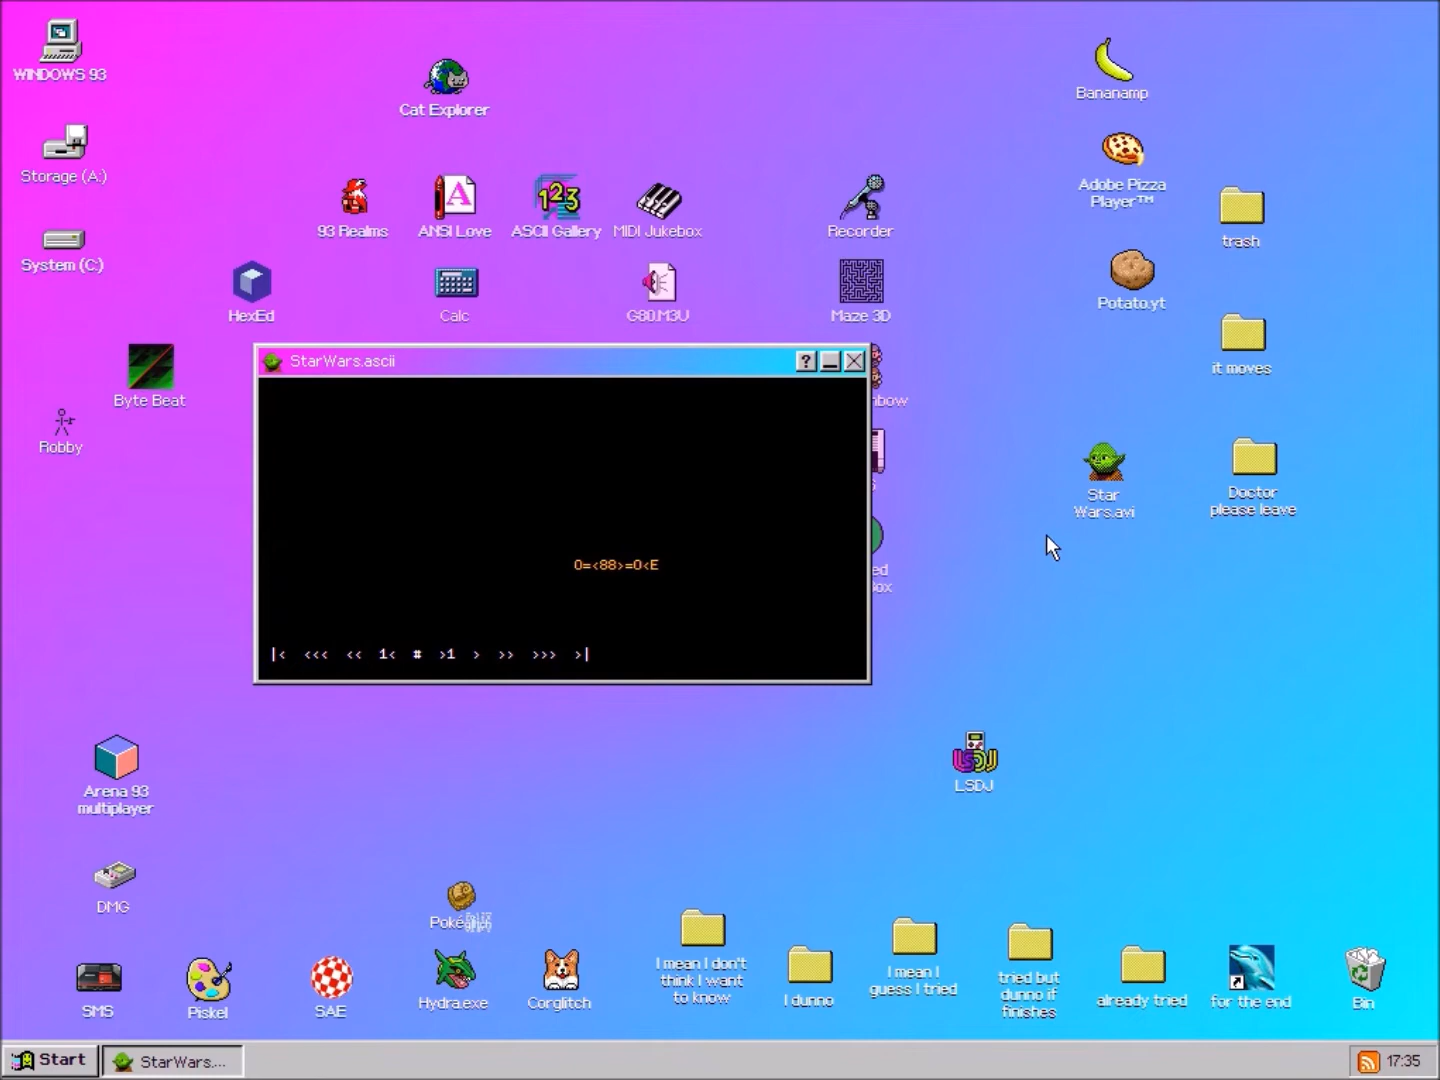 WINDOWS 93
Cat Explorer
Bananamp
Storage (A:)
Adobe Pizza
Player™
System (C:)
93 Realms
ANSI Love
A
123
ASCII Gallery
MIDI Jukebox
Recorder
trash
HexEd
Calc
G80.M3U
Maze 3D
Potato.yt
it moves
Byte Beat
Robby
StarWars.ascii
?
Star
Wars.avi
Doctor
please leave
O=<88>=O<E
|< <<< << 1< # >1 > >> >>> >|
Arena 93
multiplayer
LSDJ
LSDJ
DMG
SMS
Piskel
SAE
Hydra.exe
Corglitch
I mean I don't
think I want
to know
I dunno
I mean I
guess I tried
tried but
dunno if
finishes
already tried
for the end
Bin
Start
StarWars....
17:35